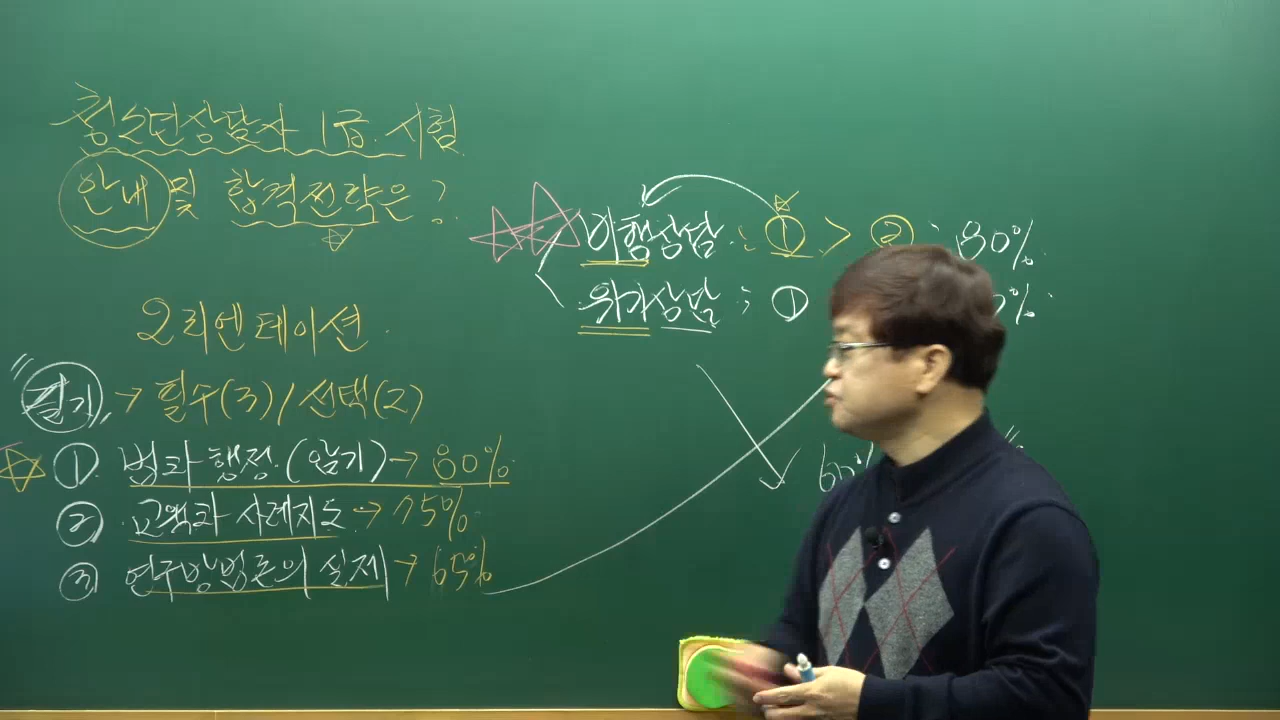 청소년상담사 1급 시험
안내 및 합격전략은?
오리엔테이션
필기 → 필수(3) / 선택(2)
① 법과 행정 (암기) → 80%
② 교육과 사례지도 → 75%
③ 연구방법론의 실제 → 65%
비행상담 : ① > ② : 80%
위기상담 : ① 0%
60%